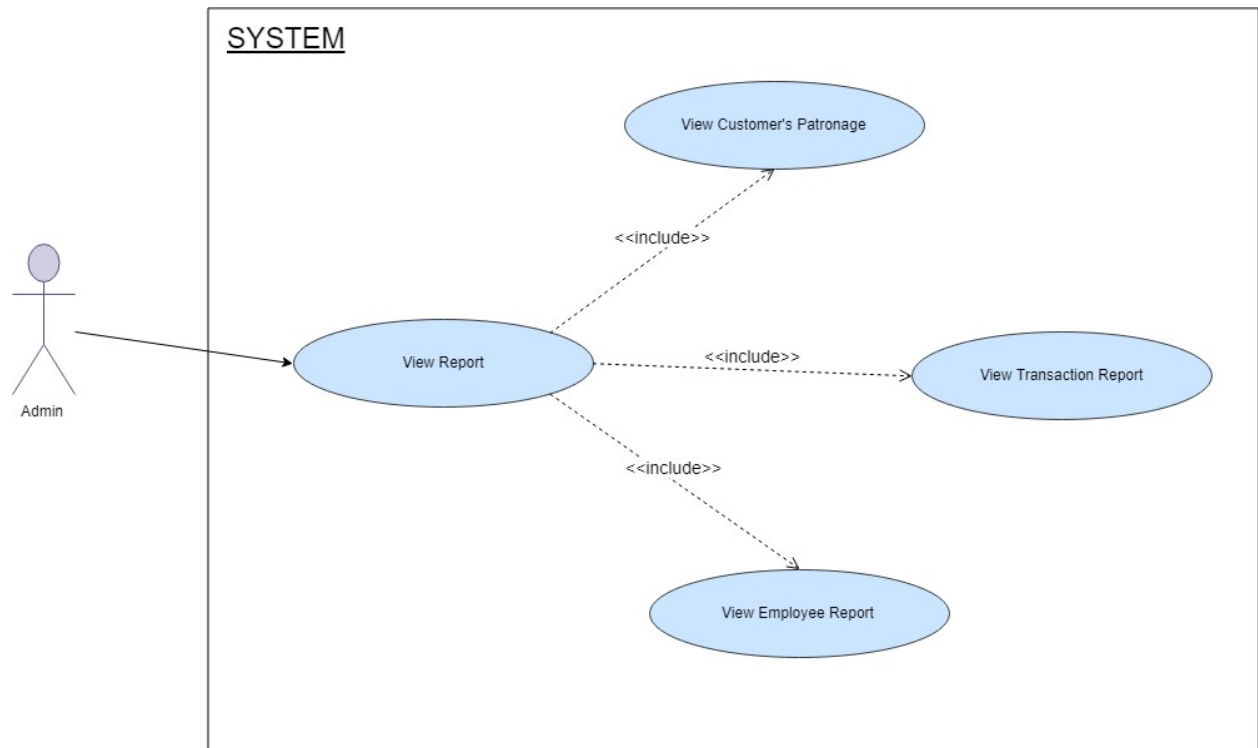 SYSTEM
View Customer's Patronage
<<include>>
View Report
<<include>>
View Transaction Report
Admin
<<include>>
View Employee Report